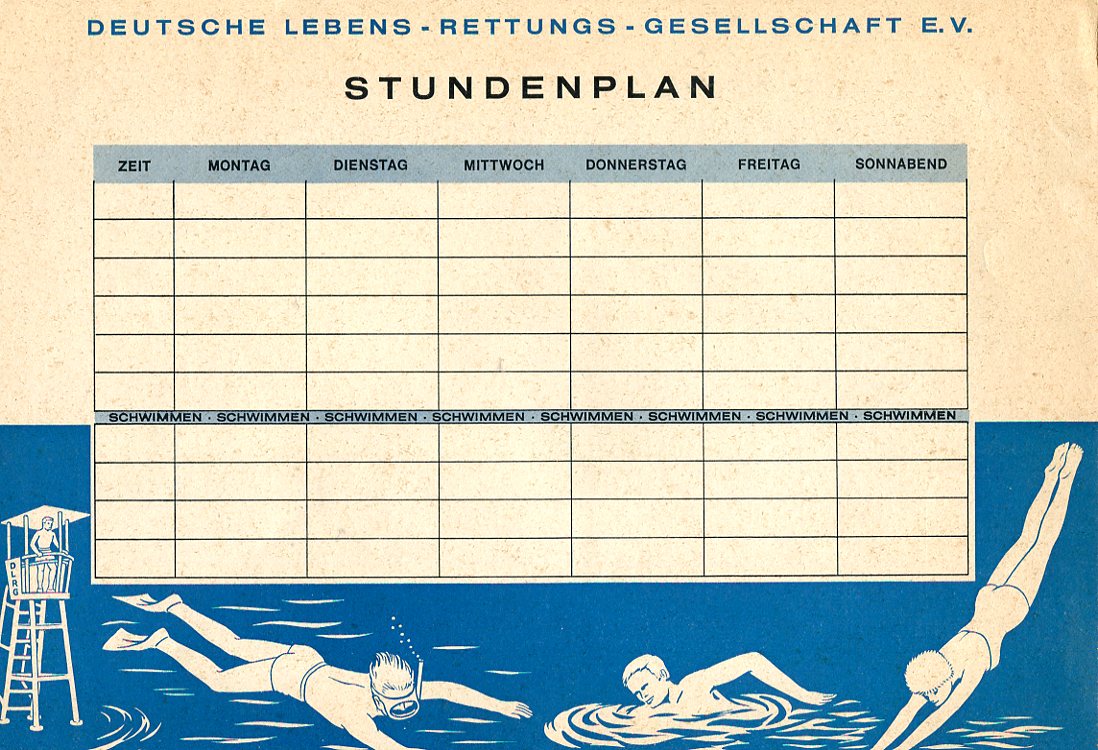 DEUTSCHE LEBENS-RETTUNGS-GESELLSCHAFT E.V.
STUNDENPLAN
ZEIT MONTAG DIENSTAG MITTWOCH DONNERSTAG FREITAG SONNABEND
SCHWIMMEN · SCHWIMMEN · SCHWIMMEN · SCHWIMMEN · SCHWIMMEN · SCHWIMMEN · SCHWIMMEN · SCHWIMMEN
DLRG